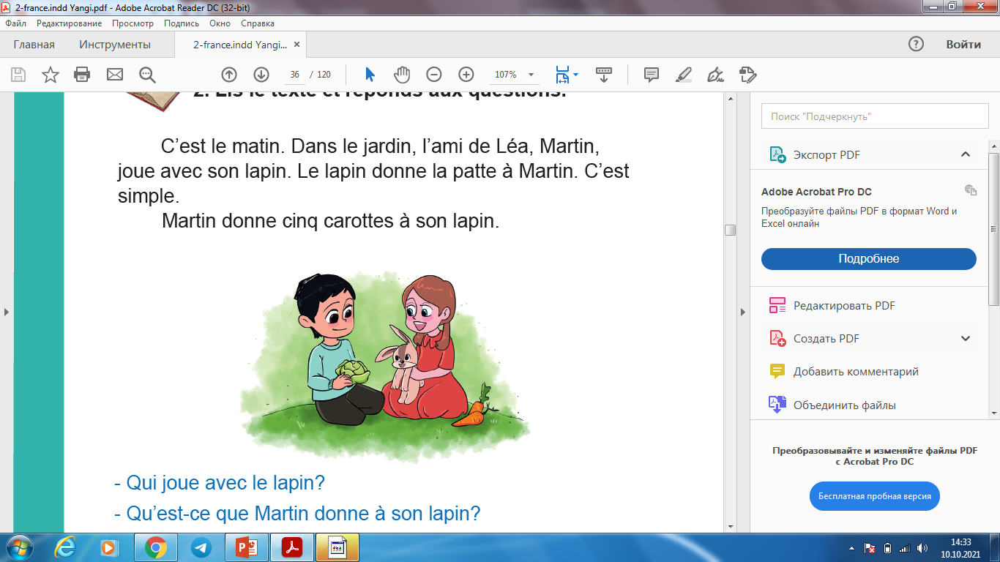 2-france.indd Yangi.pdf - Adobe Acrobat Reader DC (32-bit)
Файл Редактирование Просмотр Подпись Окно Справка
Главная Инструменты 2-france.indd Yangi... × Войти
36 / 120 107%
2. Lis le texte et réponds aux questions.
C’est le matin. Dans le jardin, l’ami de Léa, Martin,
joue avec son lapin. Le lapin donne la patte à Martin. C’est
simple.
Martin donne cinq carottes à son lapin.
- Qui joue avec le lapin?
- Qu’est-ce que Martin donne à son lapin?
Поиск "Подчеркнуть"
Экспорт PDF
Adobe Acrobat Pro DC
Преобразуйте файлы PDF в формат Word и
Excel онлайн
Подробнее
Редактировать PDF
Создать PDF
Добавить комментарий
Объединить файлы
Преобразовывайте и изменяйте файлы PDF
с Acrobat Pro DC
Бесплатная пробная версия
14:33
10.10.2021